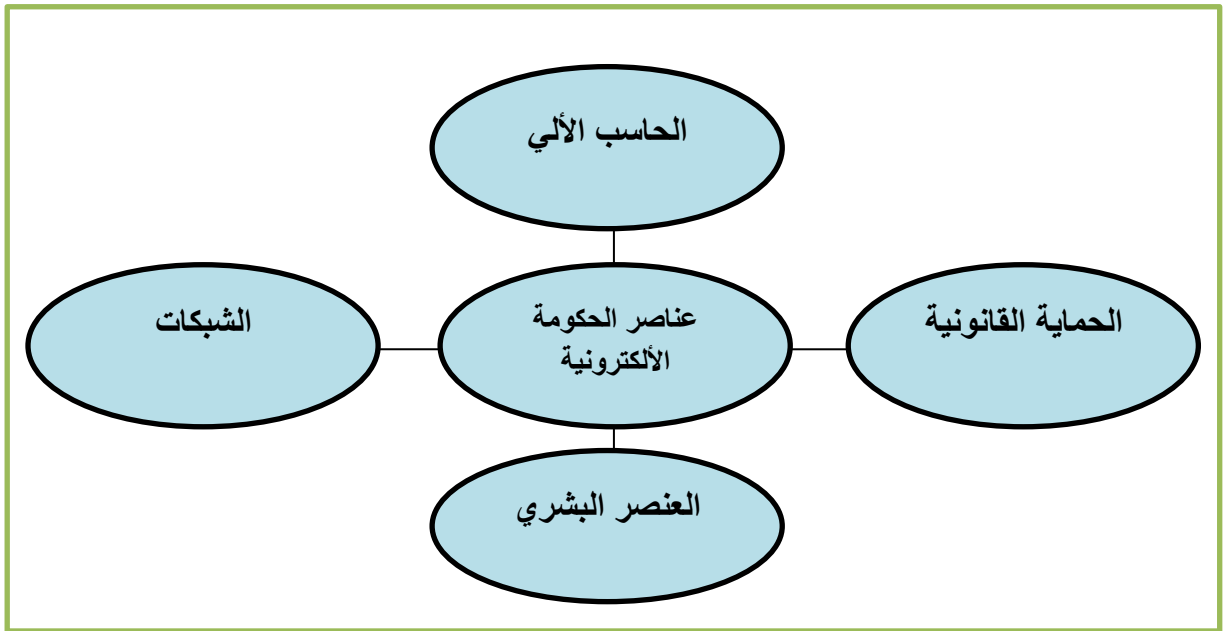 الحاسب الألي
الحماية القانونية
عناصر الحكومة
الألكترونية
الشبكات
العنصر البشري